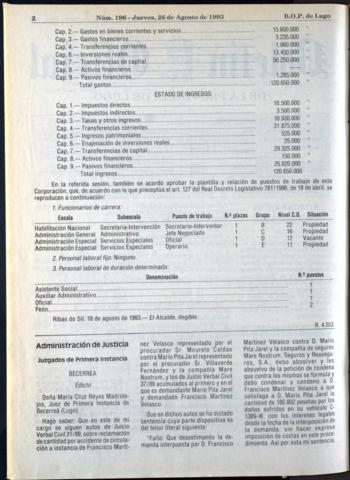 2 Núm. 196 - Jueves, 26 de Agosto de 1993 B.O.P. de Lugo
Cap. 2.— Gastos en bienes corrientes y servicios 15.600.000 "
Cap. 3.— Gastos financieros 3.235.000 "
Cap. 4.— Transferencias corrientes 1.060.000 "
Cap. 6.— Inversiones reales 13.450.000 "
Cap. 7.— Transferencias de capital 56.250.000 "
Cap. 8.— Activos financieros
Cap. 9.— Pasivos financieros 1.285.000 "
Total gastos 120.650.000 "
ESTADO DE INGRESOS
Cap. 1.— Impuestos directos 18.500.000 "
Cap. 2.— Impuestos indirectos 3.500.000 "
Cap. 3.— Tasas y otros ingresos 10.930.000 "
Cap. 4.— Transferencias corrientes 31.875.000 "
Cap. 5.— Ingresos patrimoniales 525.000 "
Cap. 6.— Enajenación de inversiones reales 25.000 "
Cap. 7.— Transferencias de capital 29.325.000 "
Cap. 8.— Activos financieros 150.000 "
Cap. 9.— Pasivos financieros 25.820.000 "
Total ingresos 120.650.000
En la referida sesión, también se acordó aprobar la plantilla y relación de puestos de trabajo de esta
Corporación, que, de acuerdo con lo que preceptúa el art. 127 del Real Decreto Legislativo 781/1986, de 18 de abril, se
reproducen a continuación:
1. Funcionarios de carrera:
Escala Subescala Puesto de trabajo N.º plazas Grupo Nivel C.D. Situación
Habilitación Nacional Secretaría-Intervención Secretario-Interventor 1 B 22 Propiedad
Administración General Administrativo Jefe Negociado 1 C 16 Propiedad
Administración Especial Servicios Especiales Oficial 1 D 12 Vacante
Administración Especial Servicios Especiales Operario 1 E 11 Propiedad
2. Personal laboral fijo: Ninguno.
3. Personal laboral de duración determinada:
Denominación N.º puestos
Asistente Social 1
Auxiliar Administrativo 1
Oficial 1
Peón 2
Ribas do Sil, 18 de agosto de 1993.— El Alcalde, ilegible.
R. 4.553
Administración de Justicia
Juzgados de Primera Instancia
BECERREA
Edicto
Doña María Cruz Reyes Madride-
jos, Juez de Primera Instancia de
Becerreá (Lugo).
Hago saber: Que en este de mi
cargo se siguen autos de Juicio
Verbal Civil 37/89, sobre reclamación
de cantidad por accidente de circula-
ción a instancia de Francisco Martí-
nez Velasco representado por el
procurador Sr. Mourelo Caldas
contra Mario Pita Jarel representado
por el procurador Sr. Villaverde
Fernández y la compañía Mare
Nostrum, y los de Juicio Verbal Civil
37/89 acumulados al primero y en el
que es demandante Mario Pita Jarel
y demandado Francisco Martínez
Velasco.
Que en dichos autos se ha dictado
sentencia cuya parte dispositiva es
del tenor literal siguiente:
"Fallo: Que desestimando la de-
manda interpuesta por D. Francisco
Martínez Velasco contra D. Mario
Pita Jarel y la compañía de seguros
Mare Nostrum, Seguros y Reasegu-
ros, S.A., debo absolver y les
absuelvo de la petición de condena
que contra los mismos se formula y
debo condenar y condeno a D.
Francisco Martínez Velasco a que
satisfaga a D. Mario Pita Jarel la
cantidad de 180.802 pesetas por los
daños sufridos en su vehículo C-
1389-W, con los intereses legales
desde la fecha de la interposición de
la demanda, sin hacer expresa
imposición de costas en este proce-
dimiento. Así por esta mi sentencia,